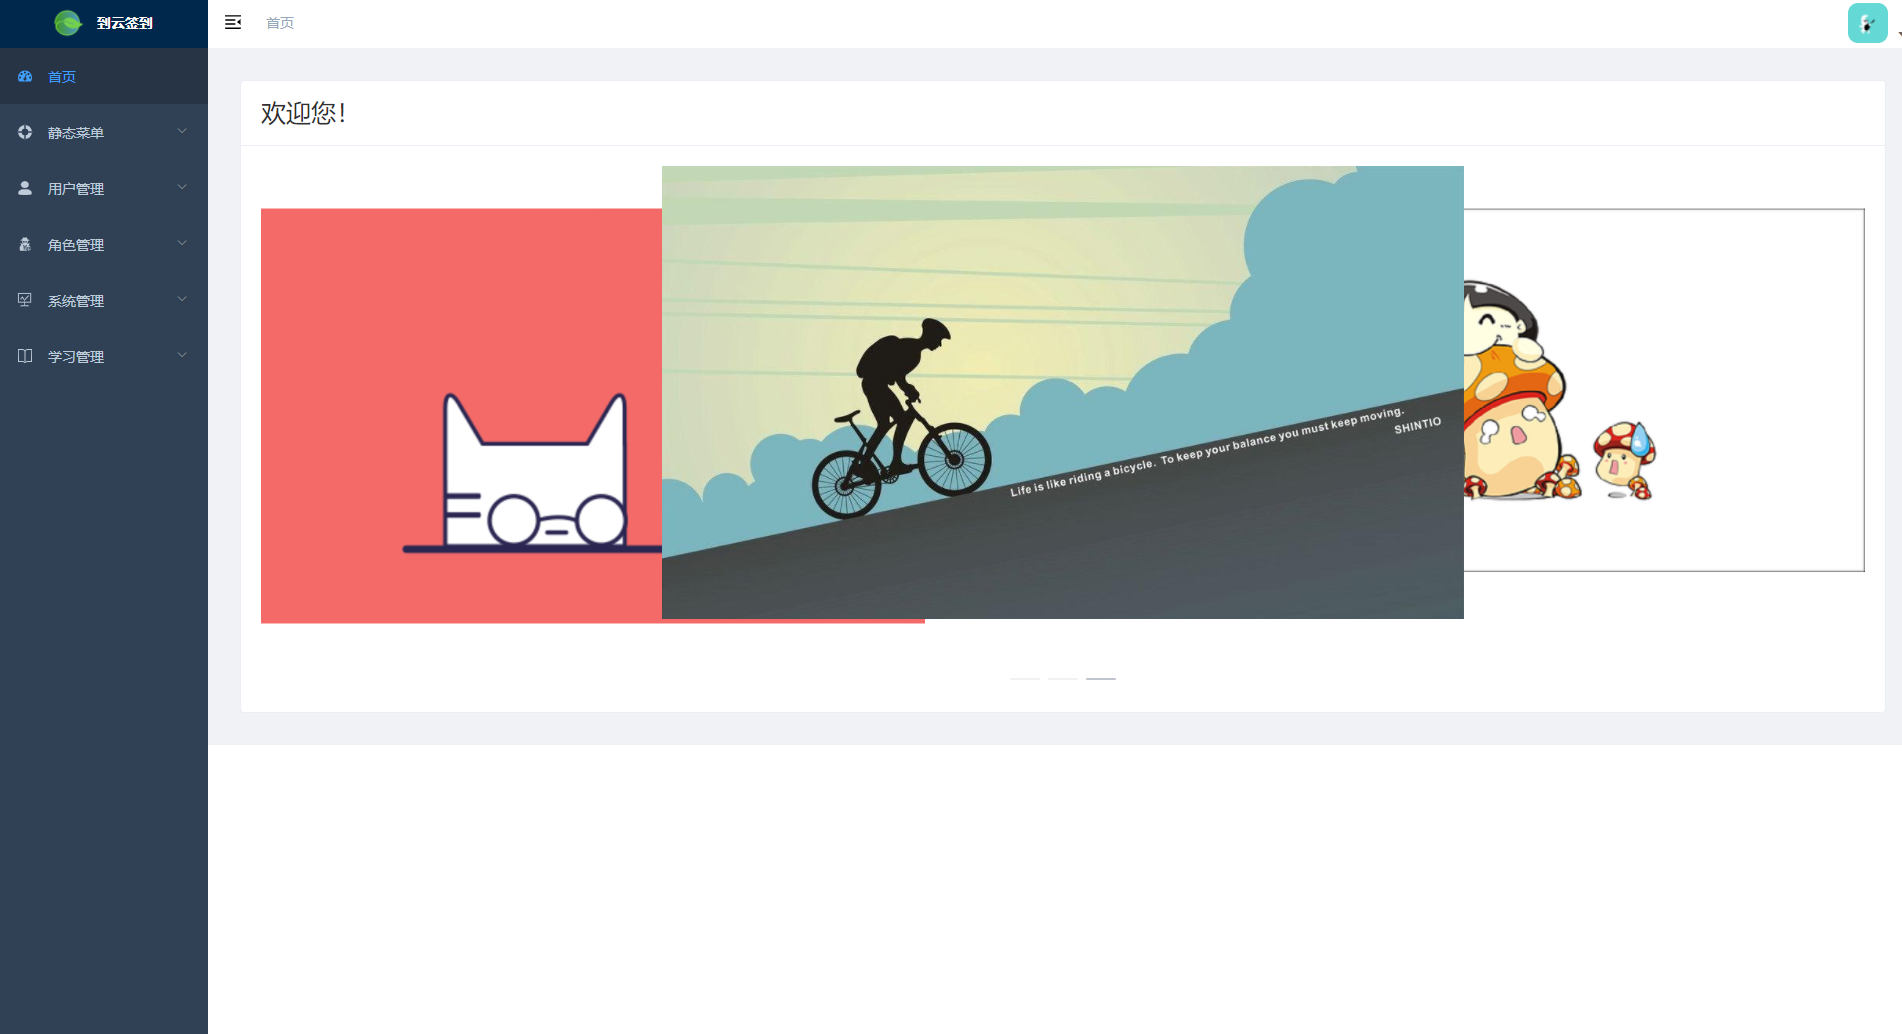 到云签到
首页
首页
静态菜单
用户管理
角色管理
系统管理
学习管理
欢迎您！
Life is like riding a bicycle. To keep your balance you must keep moving.
SHINTIO